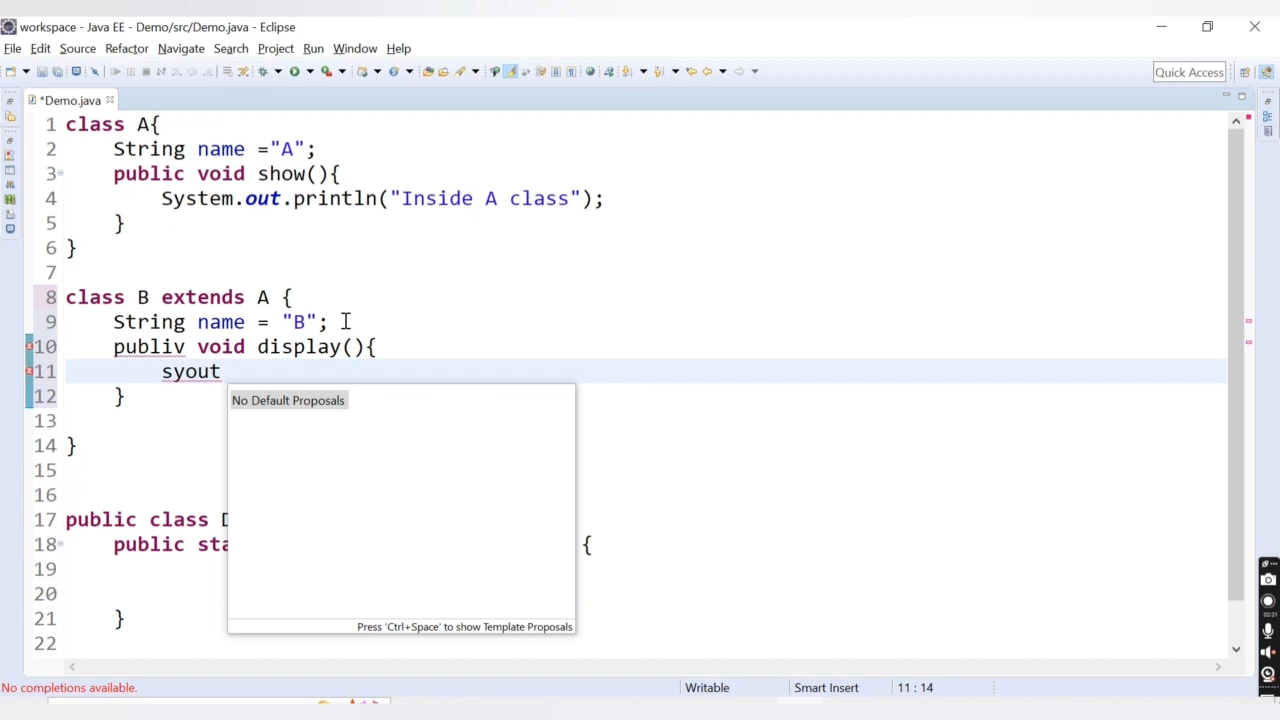 workspace - Java EE - Demo/src/Demo.java - Eclipse
File Edit Source Refactor Navigate Search Project Run Window Help
Quick Access
*Demo.java
1 class A{
2 String name ="A";
3 public void show(){
4 System.out.println("Inside A class");
5 }
6 }
7
8 class B extends A {
9 String name = "B";
10 publiv void display(){
11 syout
12 }
13
14 }
15
16
17 public class
18 public sta {
19
20
21 }
22
No Default Proposals
Press 'Ctrl+Space' to show Template Proposals
02:21
No completions available.
Writable Smart Insert 11 : 14